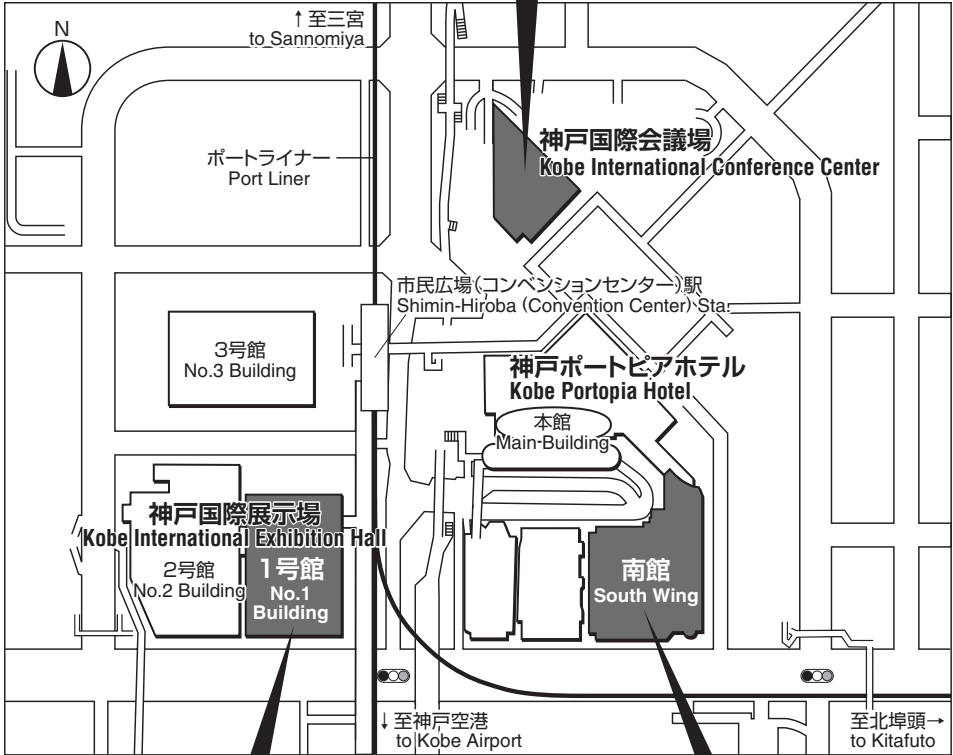 ↑至三宮
to Sannomiya
N
ポートライナー
Port Liner
神戸国際会議場
Kobe International Conference Center
市民広場(コンベンションセンター)駅
Shimin-Hiroba (Convention Center) Sta.
3号館
No.3 Building
神戸ポートピアホテル
Kobe Portopia Hotel
本館
Main-Building
神戸国際展示場
Kobe International Exhibition Hall
2号館
No.2 Building
1号館
No.1
Building
南館
South Wing
↓至神戸空港
to Kobe Airport
至北埠頭→
to Kitafuto